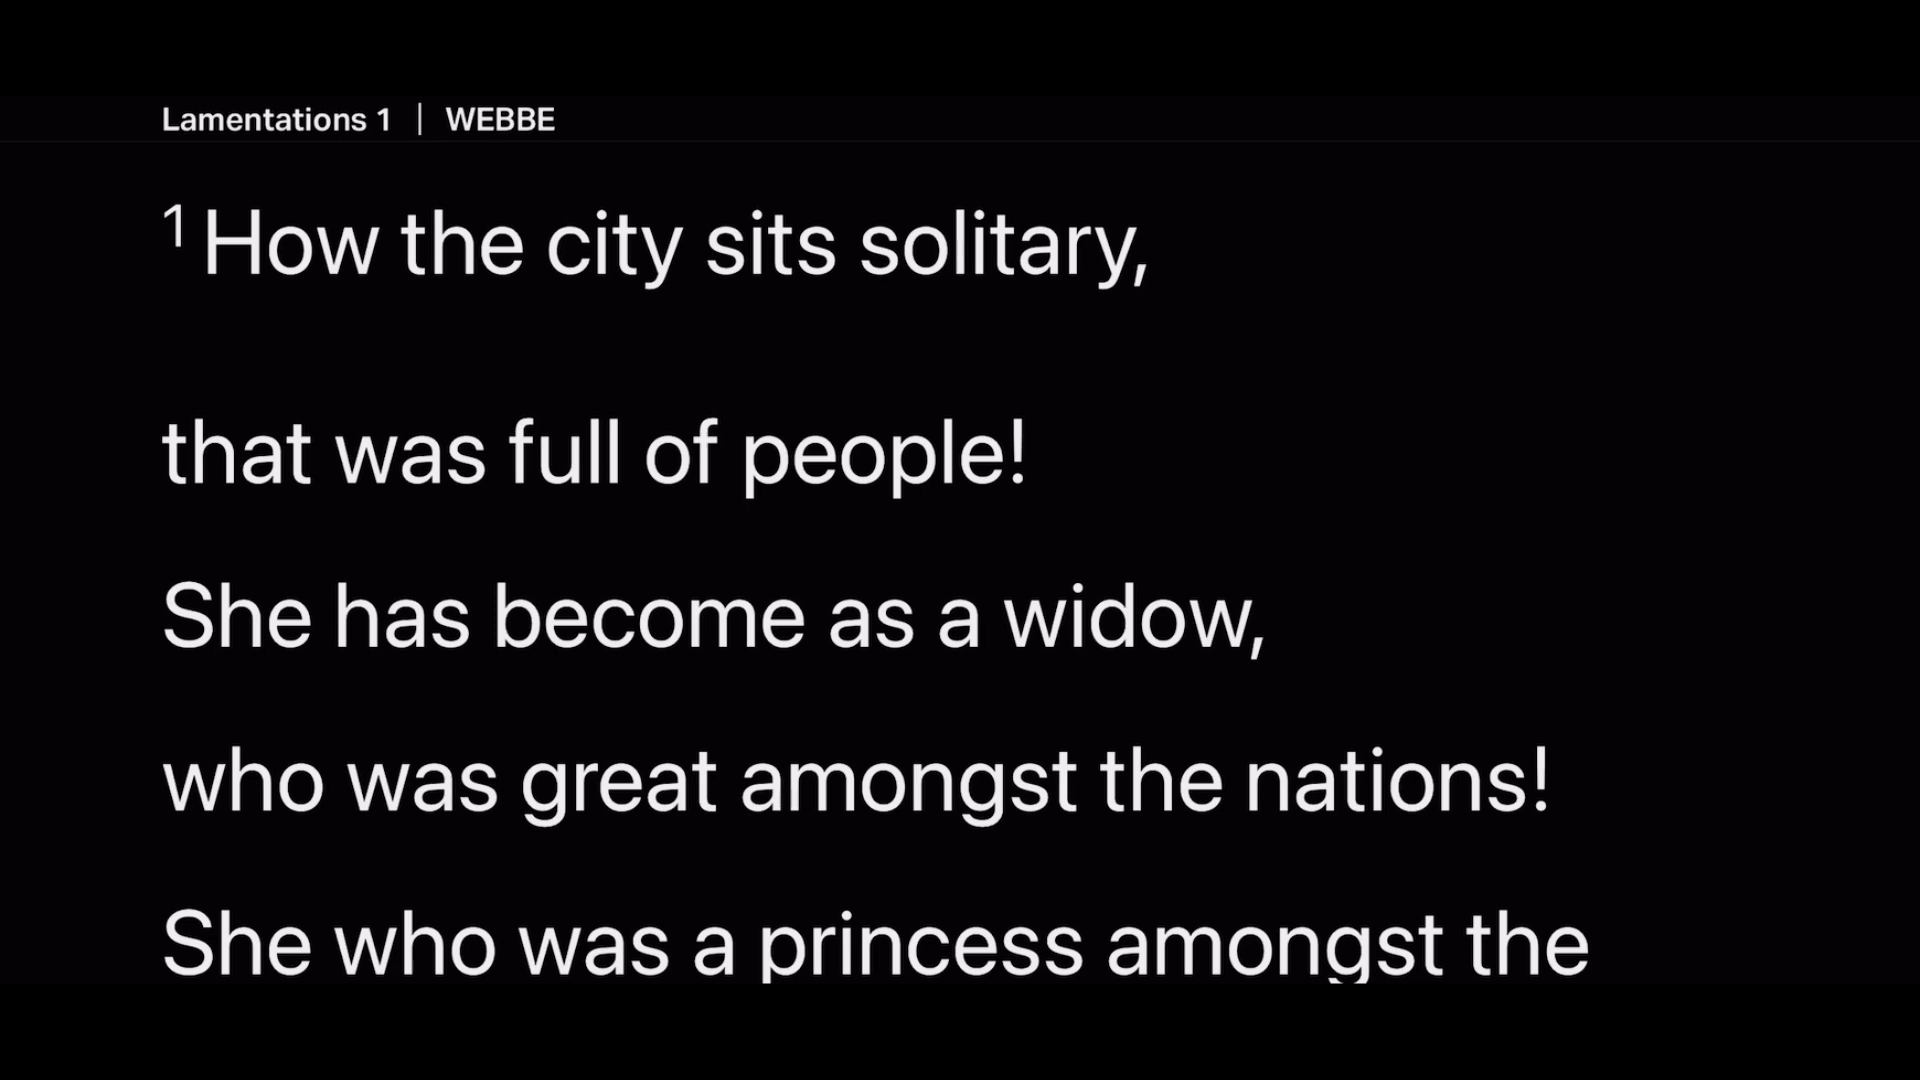 Lamentations 1 | WEBBE
1 How the city sits solitary,
that was full of people!
She has become as a widow,
who was great amongst the nations!
She who was a princess amongst the